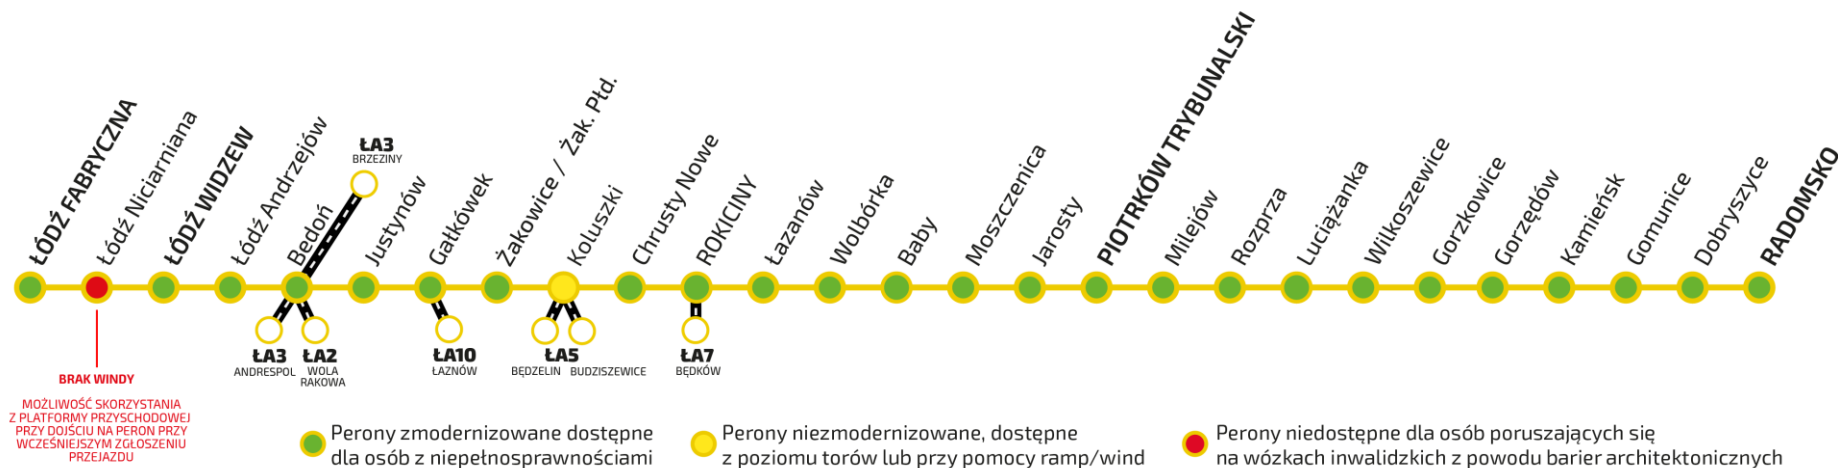 ŁÓDŹ FABRYCZNA
Łódź Niciarniana
ŁÓDŹ WIDZEW
Łódź Andrzejów
Bedoń
ŁA3
BRZEZINY
Justynów
Gałkówek
Żakowice / Żak. Płd.
Koluszki
Chrusty Nowe
ROKICINY
Łazanów
Wolbórka
Baby
Moszczenica
Jarosty
PIOTRKÓW TRYBUNALSKI
Milejów
Rozprza
Luciążanka
Wilkoszewice
Gorzkowice
Gorzędów
Kamieńsk
Gomunice
Dobryszyce
RADOMSKO
ŁA3
ANDRESPOL
ŁA2
WOLA
RAKOWA
ŁA10
ŁAZNÓW
ŁA5
BĘDZELIN BUDZISZEWICE
ŁA7
BĘDKÓW
BRAK WINDY
MOŻLIWOŚĆ SKORZYSTANIA
Z PLATFORMY PRZYSCHODOWEJ
PRZY DOJŚCIU NA PERON PRZY
WCZEŚNIEJSZYM ZGŁOSZENIU
PRZEJAZDU
Perony zmodernizowane dostępne
dla osób z niepełnosprawnościami
Perony niezmodernizowane, dostępne
z poziomu torów lub przy pomocy ramp/wind
Perony niedostępne dla osób poruszających się
na wózkach inwalidzkich z powodu barier architektonicznych